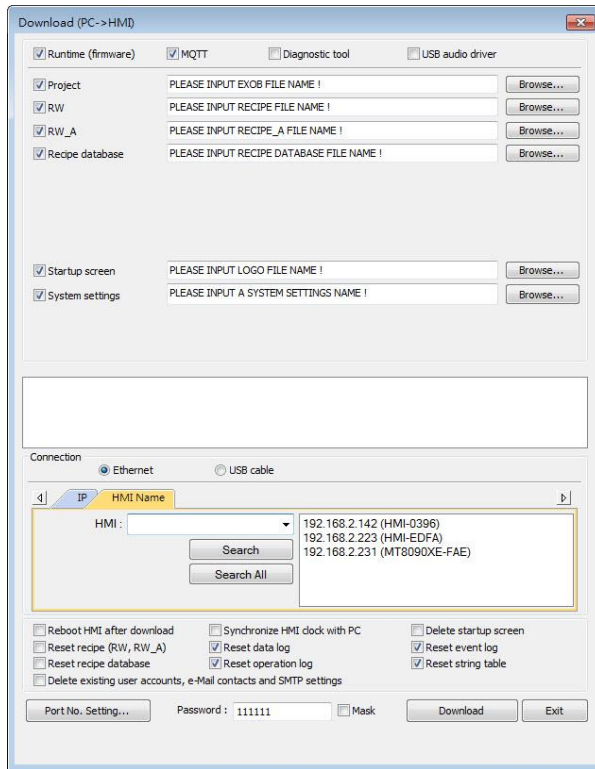 Download (PC->HMI)
Runtime (firmware) MQTT Diagnostic tool USB audio driver
Project PLEASE INPUT EXOB FILE NAME ! Browse...
RW PLEASE INPUT RECIPE FILE NAME ! Browse...
RW_A PLEASE INPUT RECIPE_A FILE NAME ! Browse...
Recipe database PLEASE INPUT RECIPE DATABASE FILE NAME ! Browse...
Startup screen PLEASE INPUT LOGO FILE NAME ! Browse...
System settings PLEASE INPUT A SYSTEM SETTINGS NAME ! Browse...
Connection
Ethernet USB cable
IP HMI Name
HMI : 192.168.2.142 (HMI-0396)
192.168.2.223 (HMI-EDFA)
Search 192.168.2.231 (MT8090XE-FAE)
Search All
Reboot HMI after download Synchronize HMI clock with PC Delete startup screen
Reset recipe (RW, RW_A) Reset data log Reset event log
Reset recipe database Reset operation log Reset string table
Delete existing user accounts, e-Mail contacts and SMTP settings
Port No. Setting... Password : 111111 Mask Download Exit